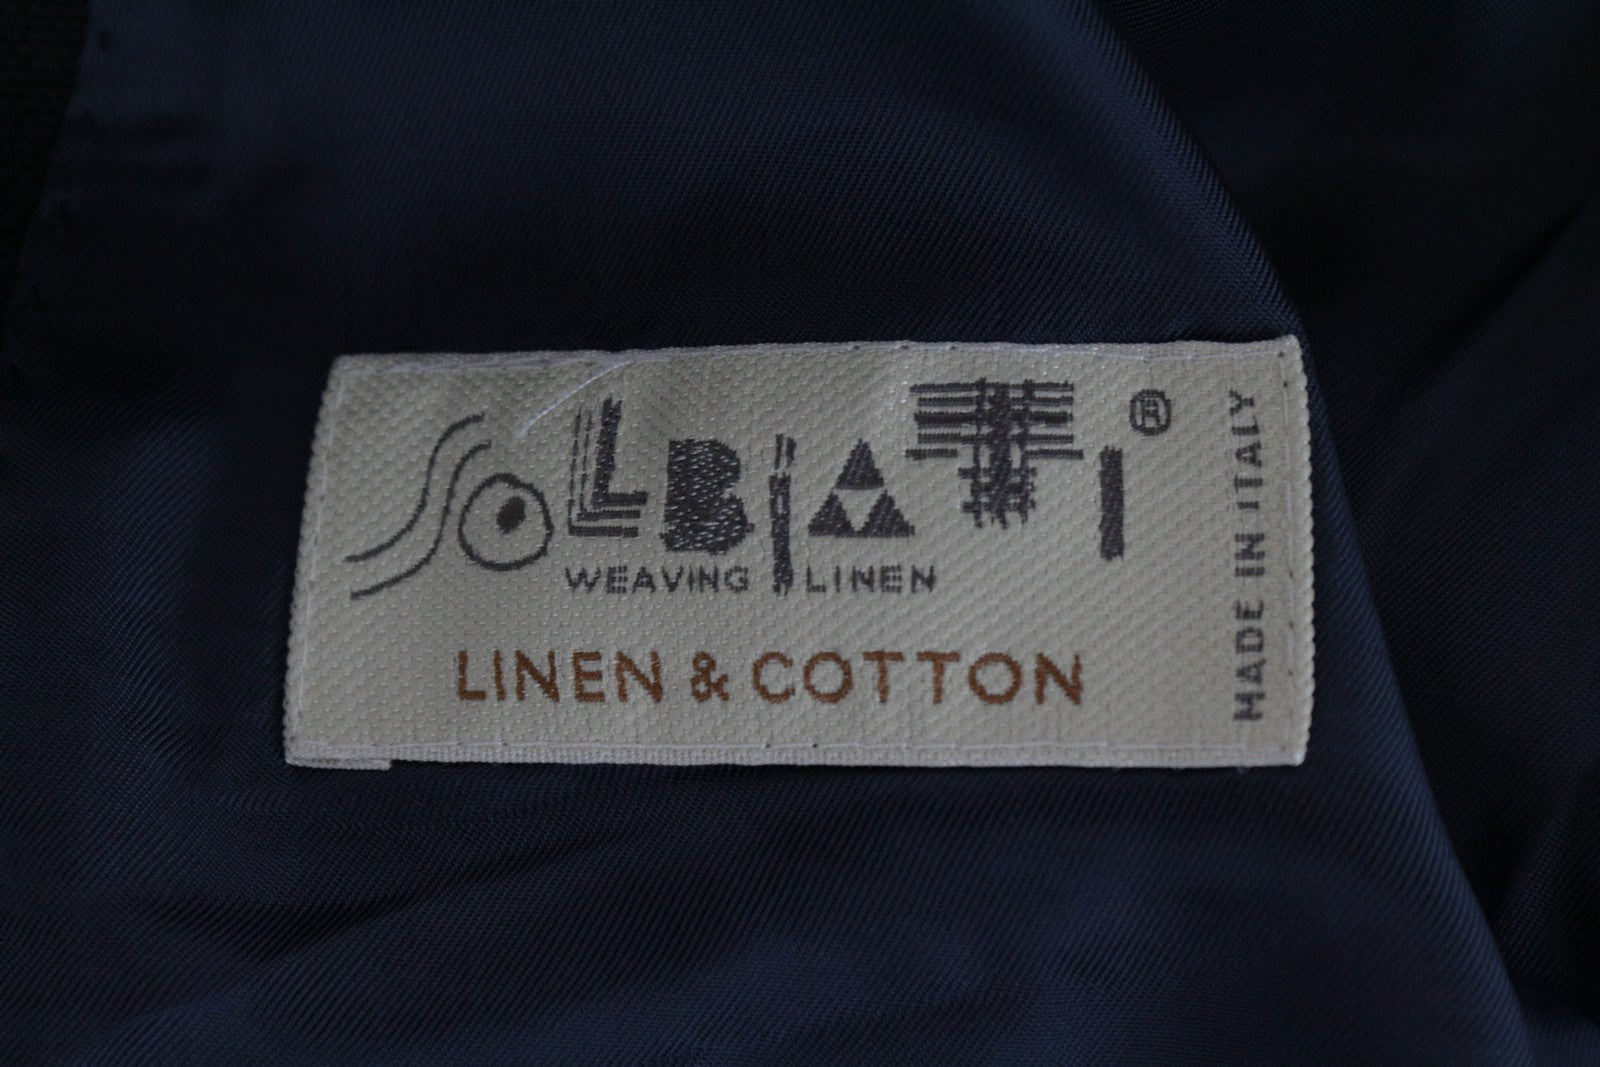 SOLBIATI®
WEAVING LINEN
LINEN & COTTON
MADE IN ITALY